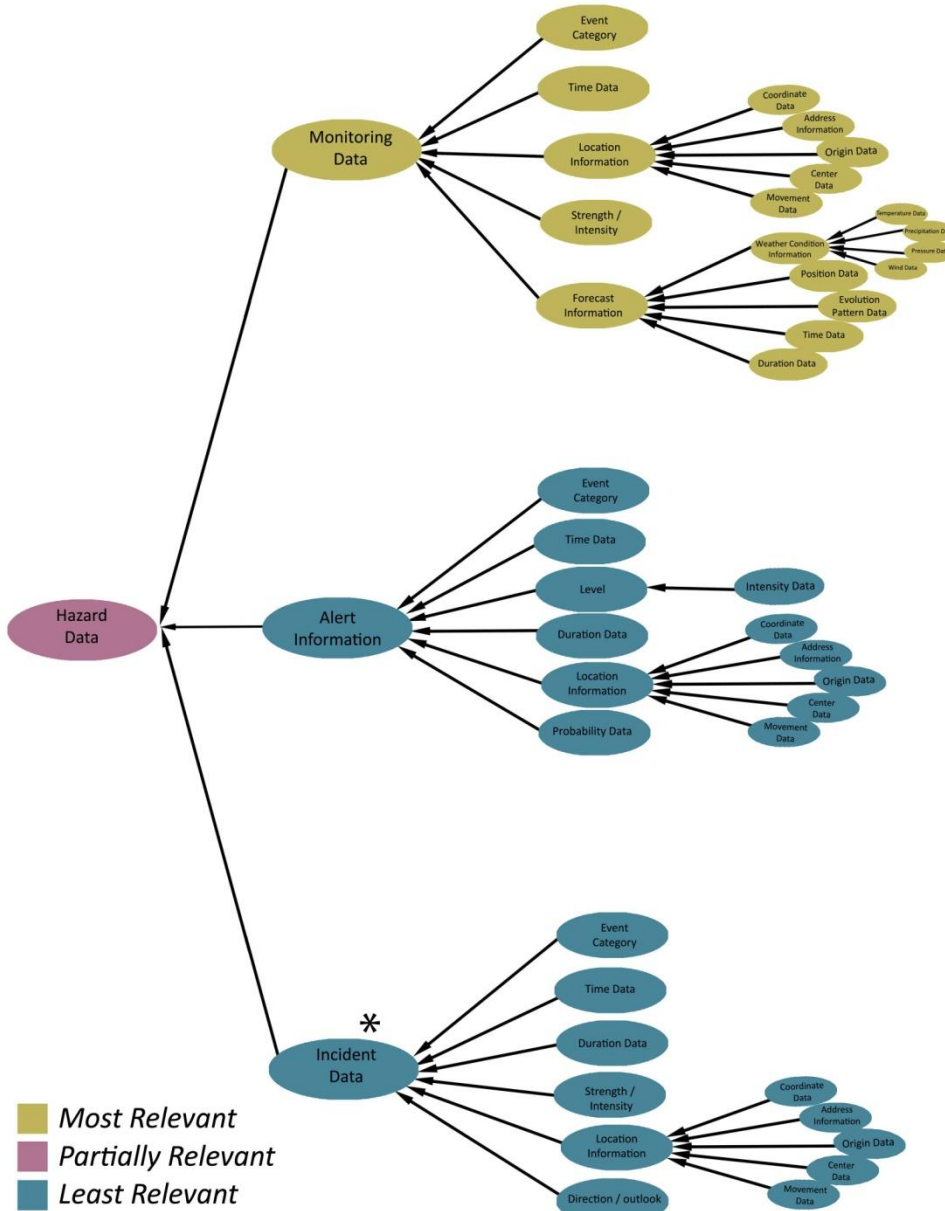 Event
Category
Time Data
Monitoring
Data
Location
Information
Coordinate
Data
Address
Information
Origin Data
Center
Data
Movement
Data
Strength /
Intensity
Forecast
Information
Weather Condition
Information
Temperature Data
Precipitation D
Pressure Dat
Wind Data
Position Data
Evolution
Pattern Data
Time Data
Duration Data
Hazard
Data
Alert
Information
Event
Category
Time Data
Level
Intensity Data
Duration Data
Location
Information
Coordinate
Data
Address
Information
Origin Data
Center
Data
Movement
Data
Probability Data
*
Incident
Data
Event
Category
Time Data
Duration Data
Strength /
Intensity
Location
Information
Coordinate
Data
Address
Information
Origin Data
Center
Data
Movement
Data
Direction / outlook
Most Relevant
Partially Relevant
Least Relevant